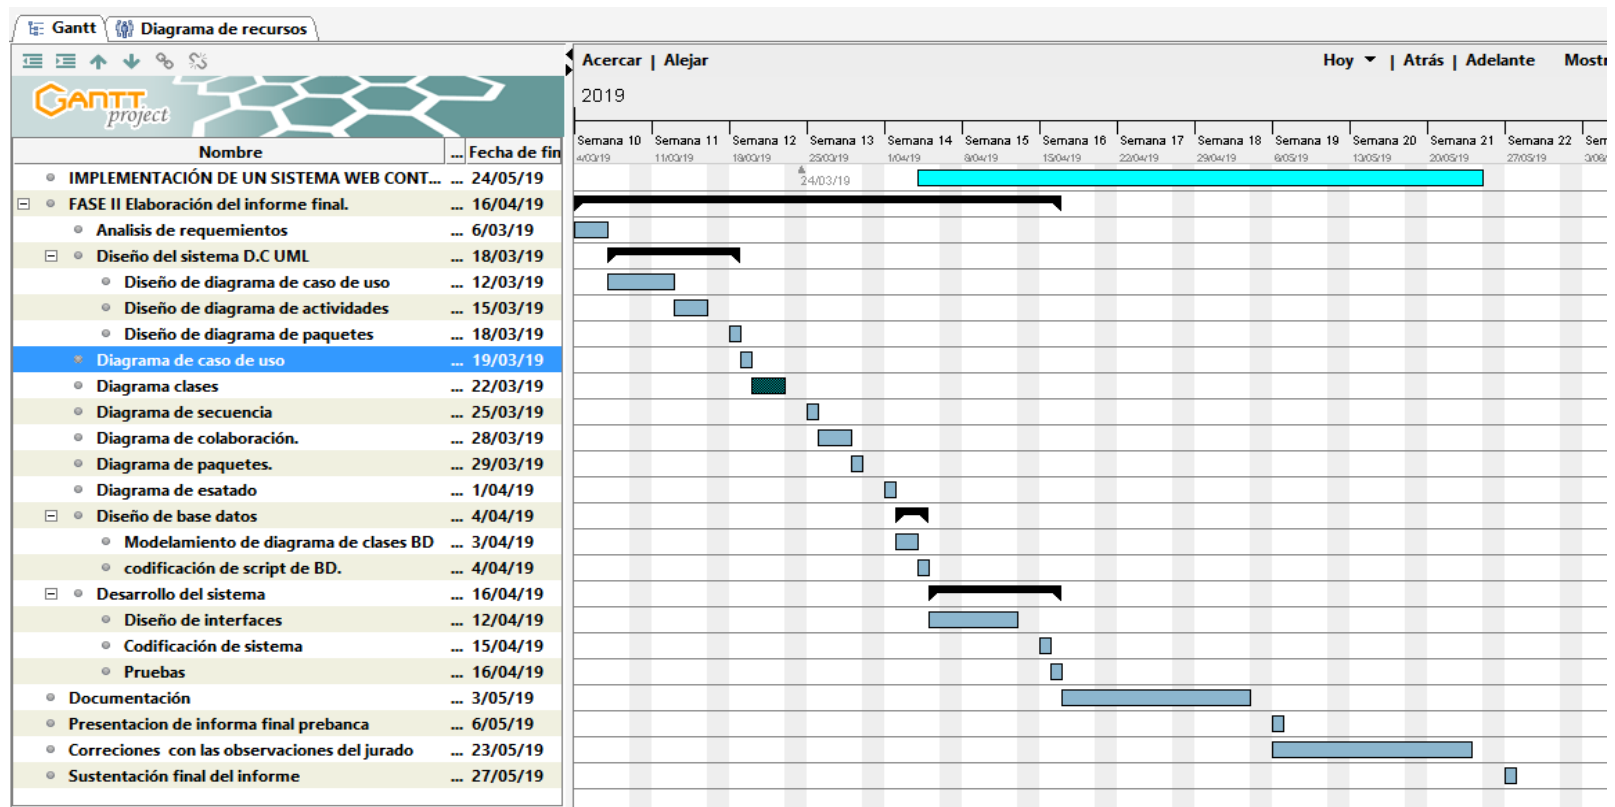 Gantt Diagrama de recursos
Acercar | Alejar Hoy | Atrás | Adelante Mostr
GANTT project
2019
Semana 10 Semana 11 Semana 12 Semana 13 Semana 14 Semana 15 Semana 16 Semana 17 Semana 18 Semana 19 Semana 20 Semana 21 Semana 22 Sem
4/03/19 11/03/19 18/03/19 25/03/19 1/04/19 8/04/19 15/04/19 22/04/19 29/04/19 6/05/19 13/05/19 20/05/19 27/05/19 3/06/
Nombre ... Fecha de fin
IMPLEMENTACIÓN DE UN SISTEMA WEB CONT... ... 24/05/19
24/03/19
FASE II Elaboración del informe final. ... 16/04/19
Analisis de requemientos ... 6/03/19
Diseño del sistema D.C UML ... 18/03/19
Diseño de diagrama de caso de uso ... 12/03/19
Diseño de diagrama de actividades ... 15/03/19
Diseño de diagrama de paquetes ... 18/03/19
Diagrama de caso de uso ... 19/03/19
Diagrama clases ... 22/03/19
Diagrama de secuencia ... 25/03/19
Diagrama de colaboración. ... 28/03/19
Diagrama de paquetes. ... 29/03/19
Diagrama de esatado ... 1/04/19
Diseño de base datos ... 4/04/19
Modelamiento de diagrama de clases BD ... 3/04/19
codificación de script de BD. ... 4/04/19
Desarrollo del sistema ... 16/04/19
Diseño de interfaces ... 12/04/19
Codificación de sistema ... 15/04/19
Pruebas ... 16/04/19
Documentación ... 3/05/19
Presentacion de informa final prebanca ... 6/05/19
Correciones con las observaciones del jurado ... 23/05/19
Sustentación final del informe ... 27/05/19